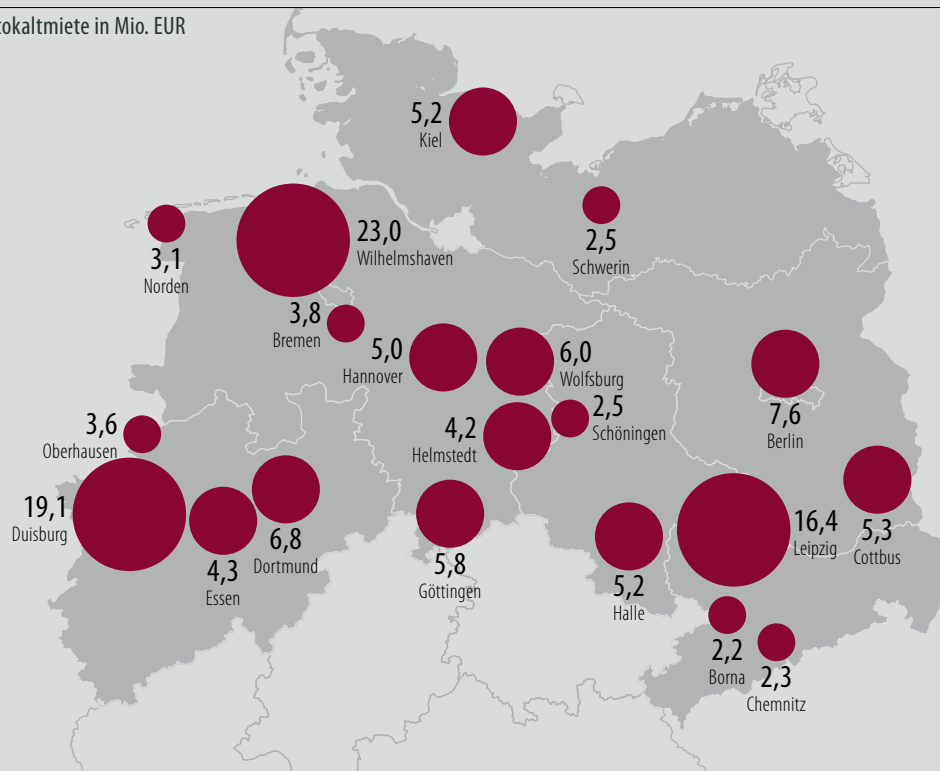 tokaltmiete in Mio. EUR
5,2
Kiel
2,5
Schwerin
3,1
Norden
23,0
Wilhelmshaven
3,8
Bremen
5,0
Hannover
6,0
Wolfsburg
7,6
Berlin
4,2
Helmstedt
2,5
Schöningen
3,6
Oberhausen
19,1
Duisburg
4,3
Essen
6,8
Dortmund
5,8
Göttingen
5,2
Halle
16,4
Leipzig
5,3
Cottbus
2,2
Borna
2,3
Chemnitz